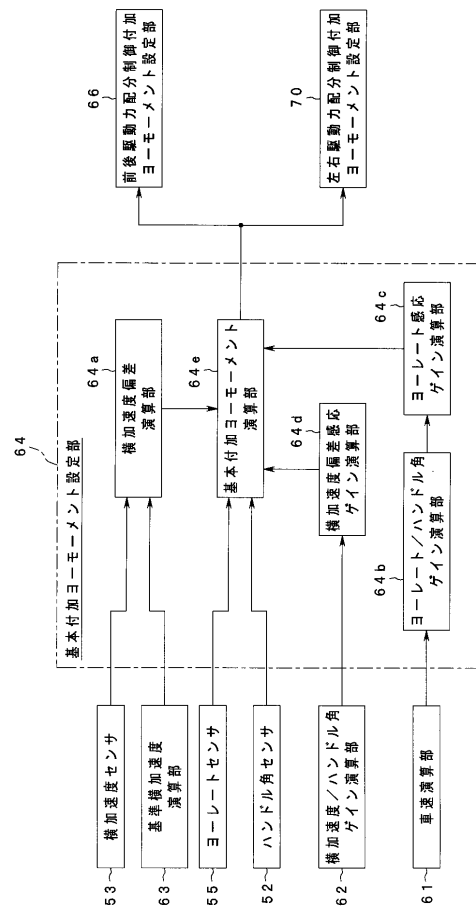 64
基本付加ヨーモーメント設定部
53
横加速度センサ
63
基準横加速度
演算部
55
ヨーレートセンサ
52
ハンドル角センサ
62
横加速度/ハンドル角
ゲイン演算部
61
車速演算部
64a
横加速度偏差
演算部
64e
基本付加ヨーモーメント
演算部
64d
横加速度偏差感応
ゲイン演算部
64b
ヨーレート/ハンドル角
ゲイン演算部
64c
ヨーレート感応
ゲイン演算部
66
前後駆動力配分制御付加
ヨーモーメント設定部
70
左右駆動力配分制御付加
ヨーモーメント設定部